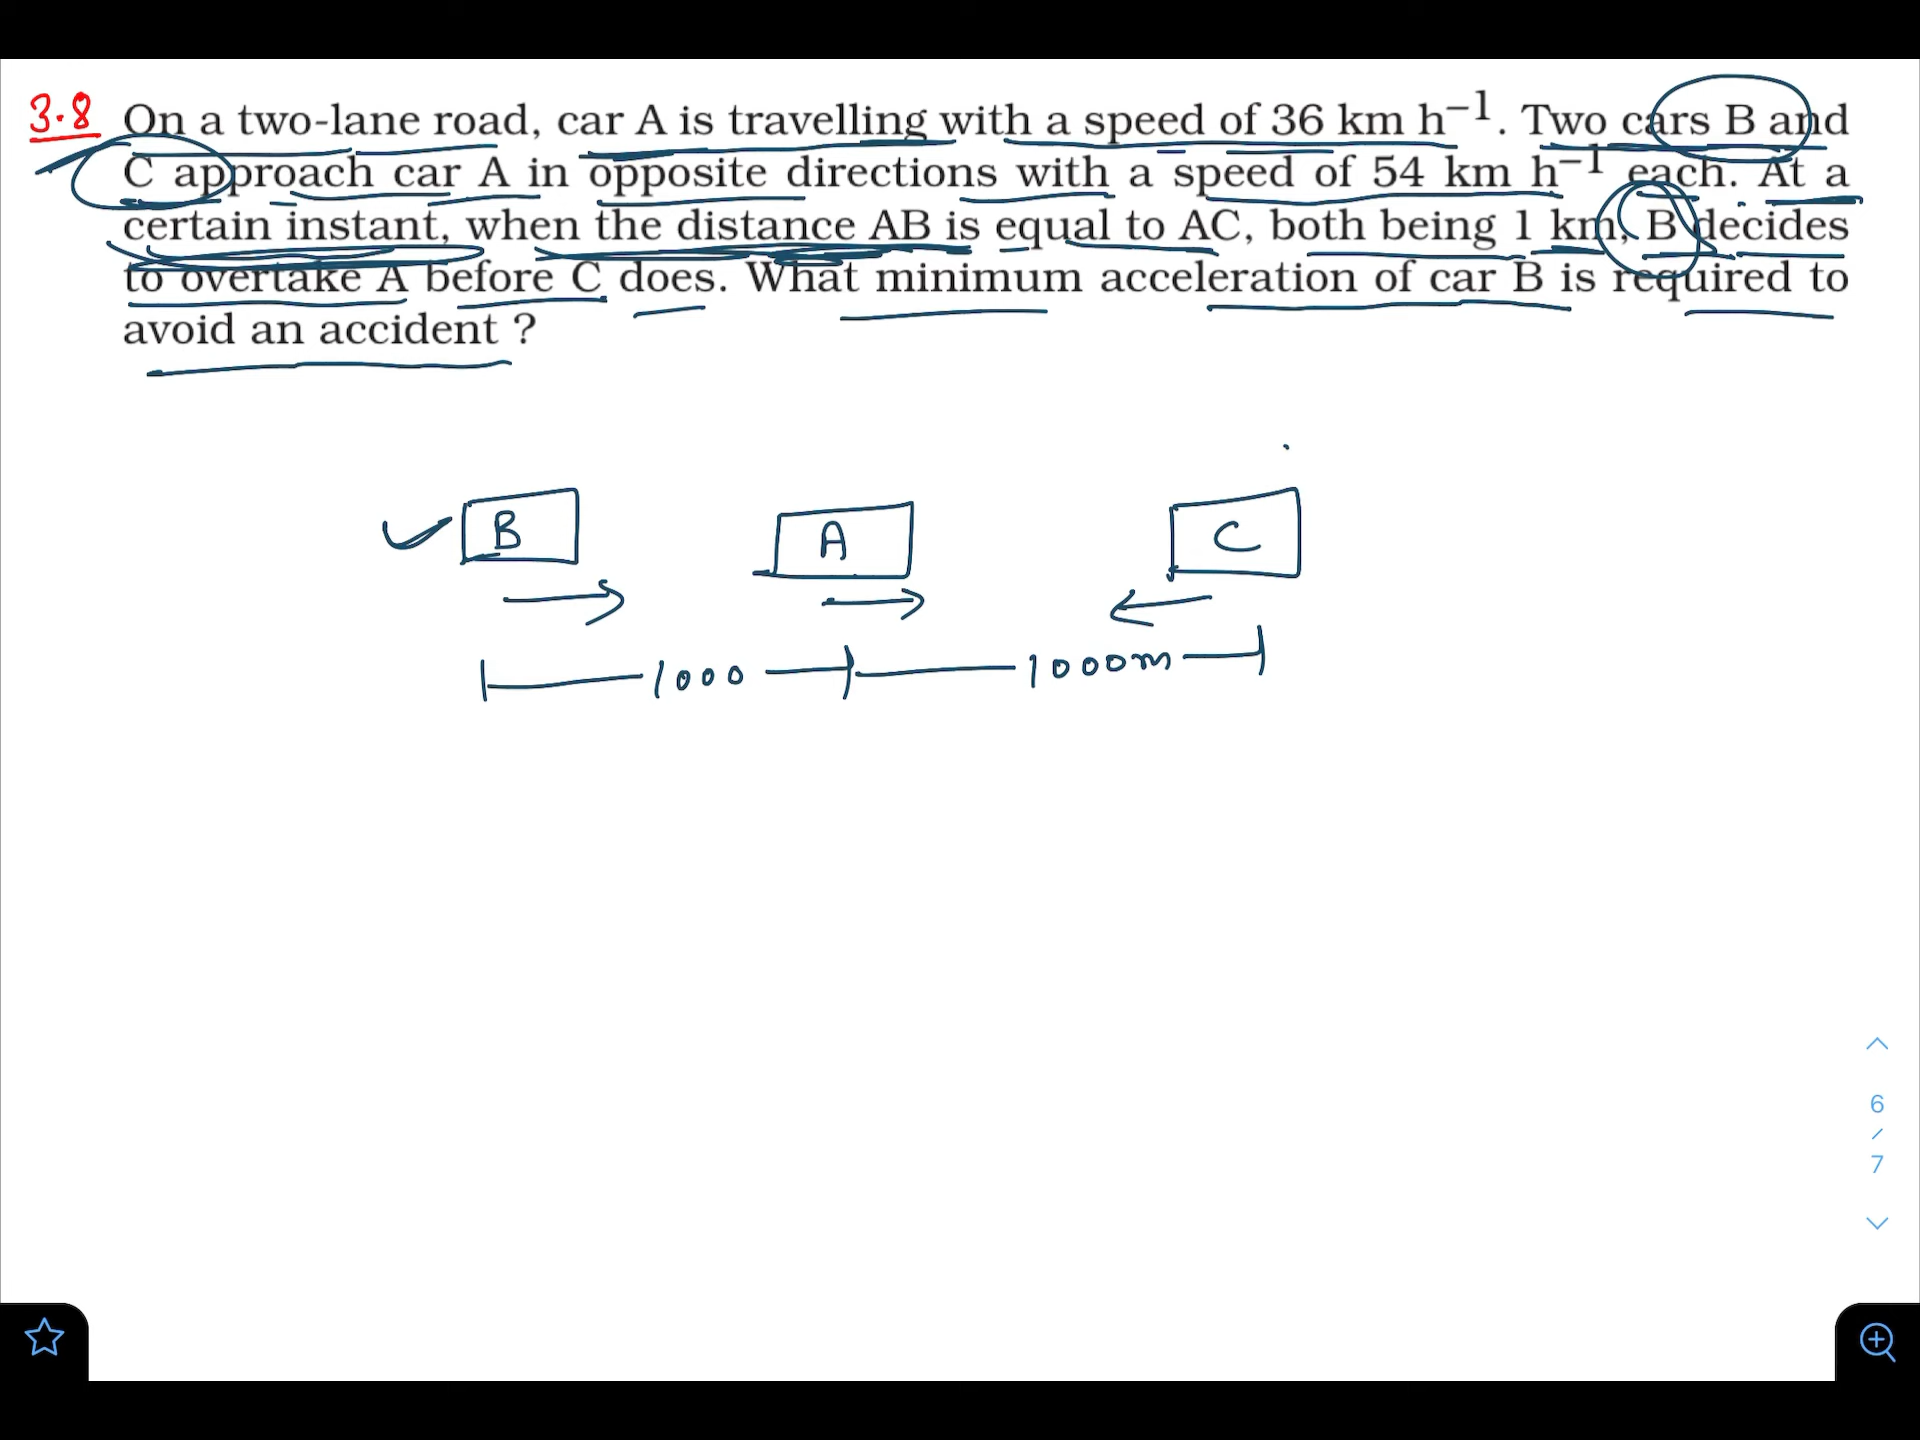 3.8 On a two-lane road, car A is travelling with a speed of 36 km h⁻¹. Two cars B and
C approach car A in opposite directions with a speed of 54 km h⁻¹ each. At a
certain instant, when the distance AB is equal to AC, both being 1 km, B decides
to overtake A before C does. What minimum acceleration of car B is required to
avoid an accident ?
B A C
1000 1000m
6
/
7